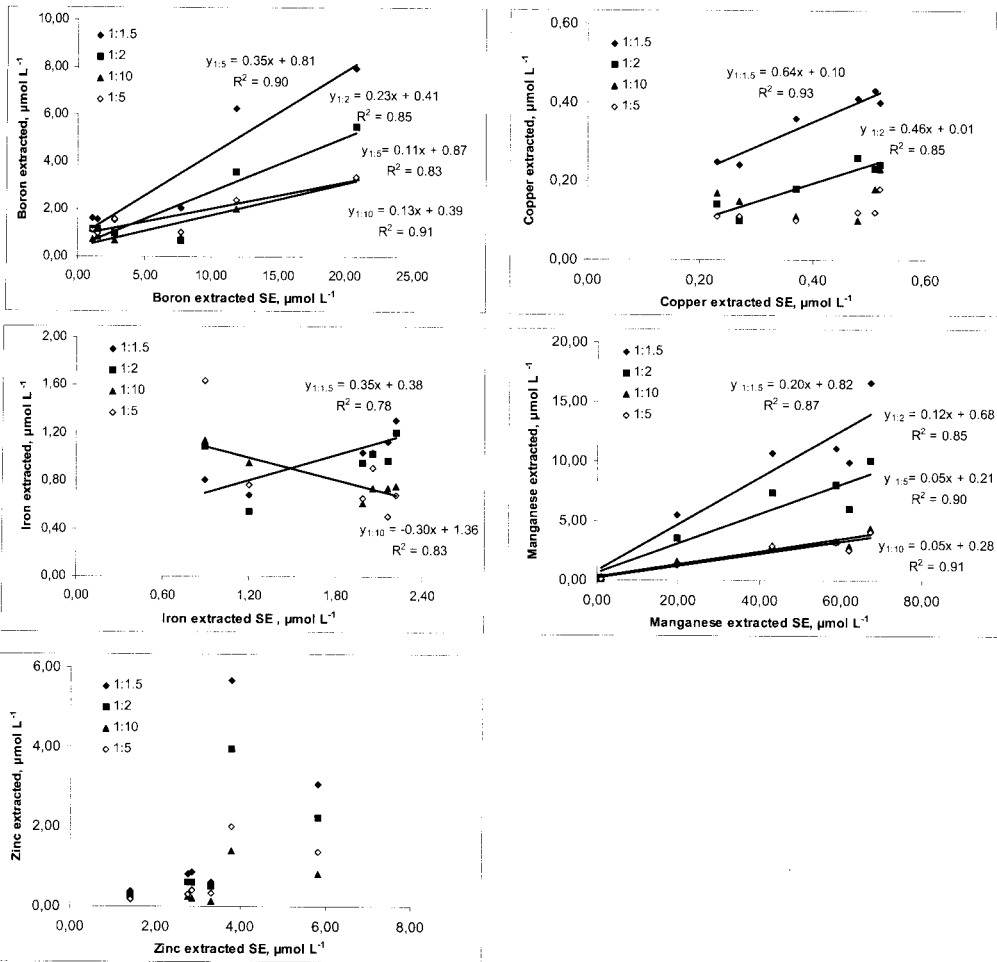 10,00
8,00
6,00
4,00
2,00
0,00
Boron extracted, µmol L-1
1:1.5
1:2
1:10
1:5
y1:5 = 0.35x + 0.81
R2 = 0.90
y1:2 = 0.23x + 0.41
R2 = 0.85
y1:5 = 0.11x + 0.87
R2 = 0.83
y1:10 = 0.13x + 0.39
R2 = 0.91
0,00 5,00 10,00 15,00 20,00 25,00
Boron extracted SE, µmol L-1
0,60
0,40
0,20
0,00
Copper extracted, µmol L-1
1:1.5
1:2
1:10
1:5
y1:1.5 = 0.64x + 0.10
R2 = 0.93
y1:2 = 0.46x + 0.01
R2 = 0.85
0,00 0,20 0,40 0,60
Copper extracted SE, µmol L-1
2,00
1,60
1,20
0,80
0,40
0,00
Iron extracted, µmol L-1
1:1.5
1:2
1:10
1:5
y1:1.5 = 0.35x + 0.38
R2 = 0.78
y1:10 = -0.30x + 1.36
R2 = 0.83
0,00 0,60 1,20 1,80 2,40
Iron extracted SE , µmol L-1
20,00
15,00
10,00
5,00
0,00
Manganese extracted, µmol L-1
1:1.5
1:2
1:10
1:5
y1:1.5 = 0.20x + 0.82
R2 = 0.87
y1:2 = 0.12x + 0.68
R2 = 0.85
y1:5= 0.05x + 0.21
R2 = 0.90
y1:10 = 0.05x + 0.28
R2 = 0.91
0,00 20,00 40,00 60,00 80,00
Manganese extracted SE, µmol L-1
6,00
4,00
2,00
0,00
Zinc extracted, µmol L-1
1:1.5
1:2
1:10
1:5
0,00 2,00 4,00 6,00 8,00
Zinc extracted SE, µmol L-1